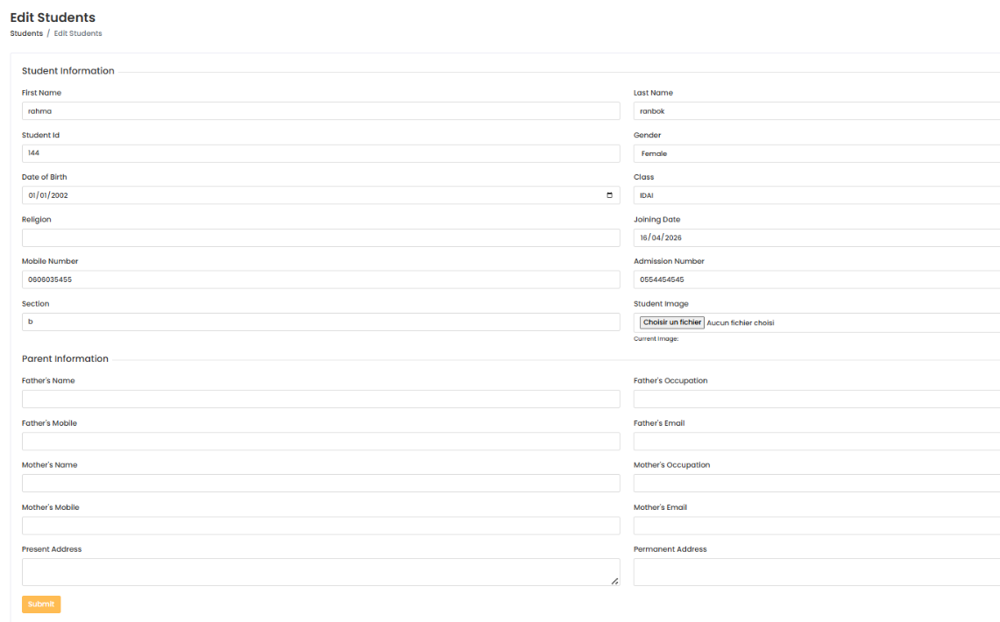 Edit Students
Students / Edit Students
Student Information
First Name
Last Name
rahma
ranbok
Student Id
Gender
144
Female
Date of Birth
Class
01/01/2002
IDAI
Religion
Joining Date
16/04/2026
Mobile Number
Admission Number
0606035455
0554454545
Section
Student Image
b
Choisir un fichier Aucun fichier choisi
Current Image:
Parent Information
Father's Name
Father's Occupation
Father's Mobile
Father's Email
Mother's Name
Mother's Occupation
Mother's Mobile
Mother's Email
Present Address
Permanent Address
Submit